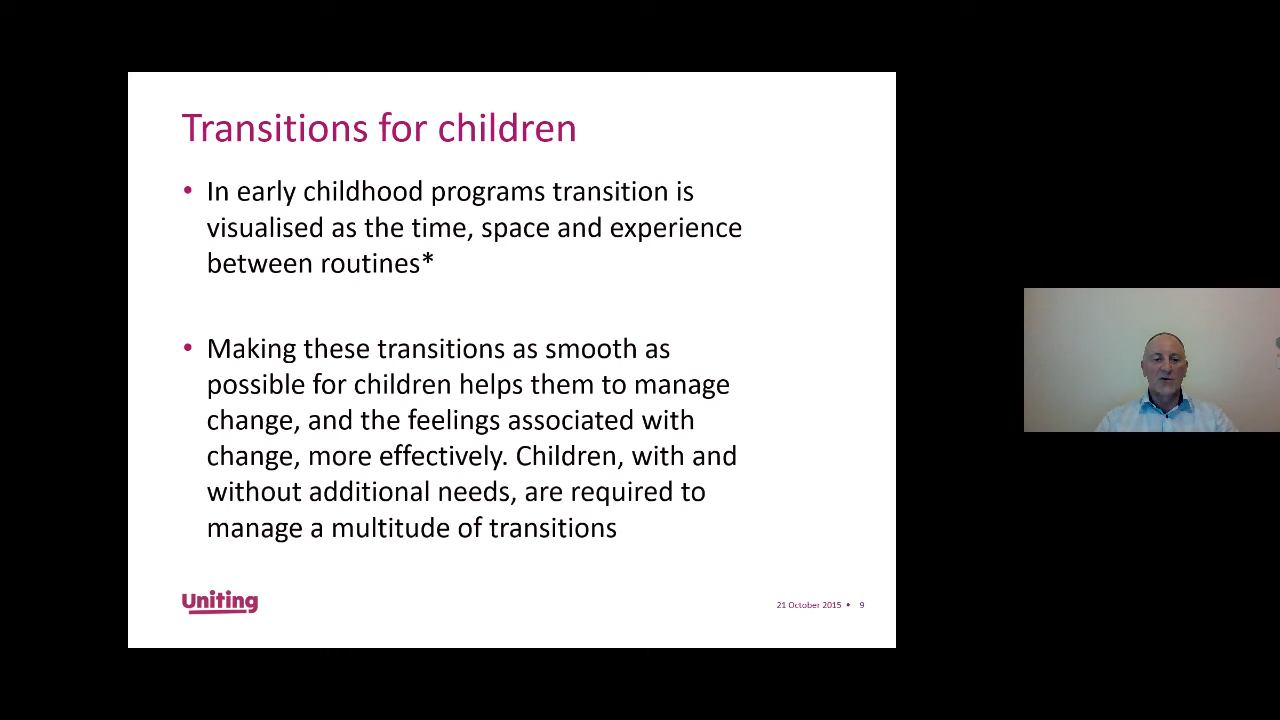 Transitions for children
• In early childhood programs transition is
visualised as the time, space and experience
between routines*
• Making these transitions as smooth as
possible for children helps them to manage
change, and the feelings associated with
change, more effectively. Children, with and
without additional needs, are required to
manage a multitude of transitions
Uniting
21 October 2015 • 9